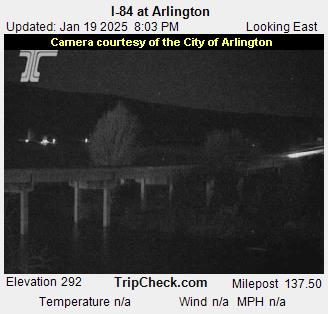 I-84 at Arlington
Updated: Jan 19 2025 8:03 PM Looking East
Camera courtesy of the City of Arlington
Elevation 292 TripCheck.com Milepost 137.50
Temperature n/a Wind n/a MPH n/a